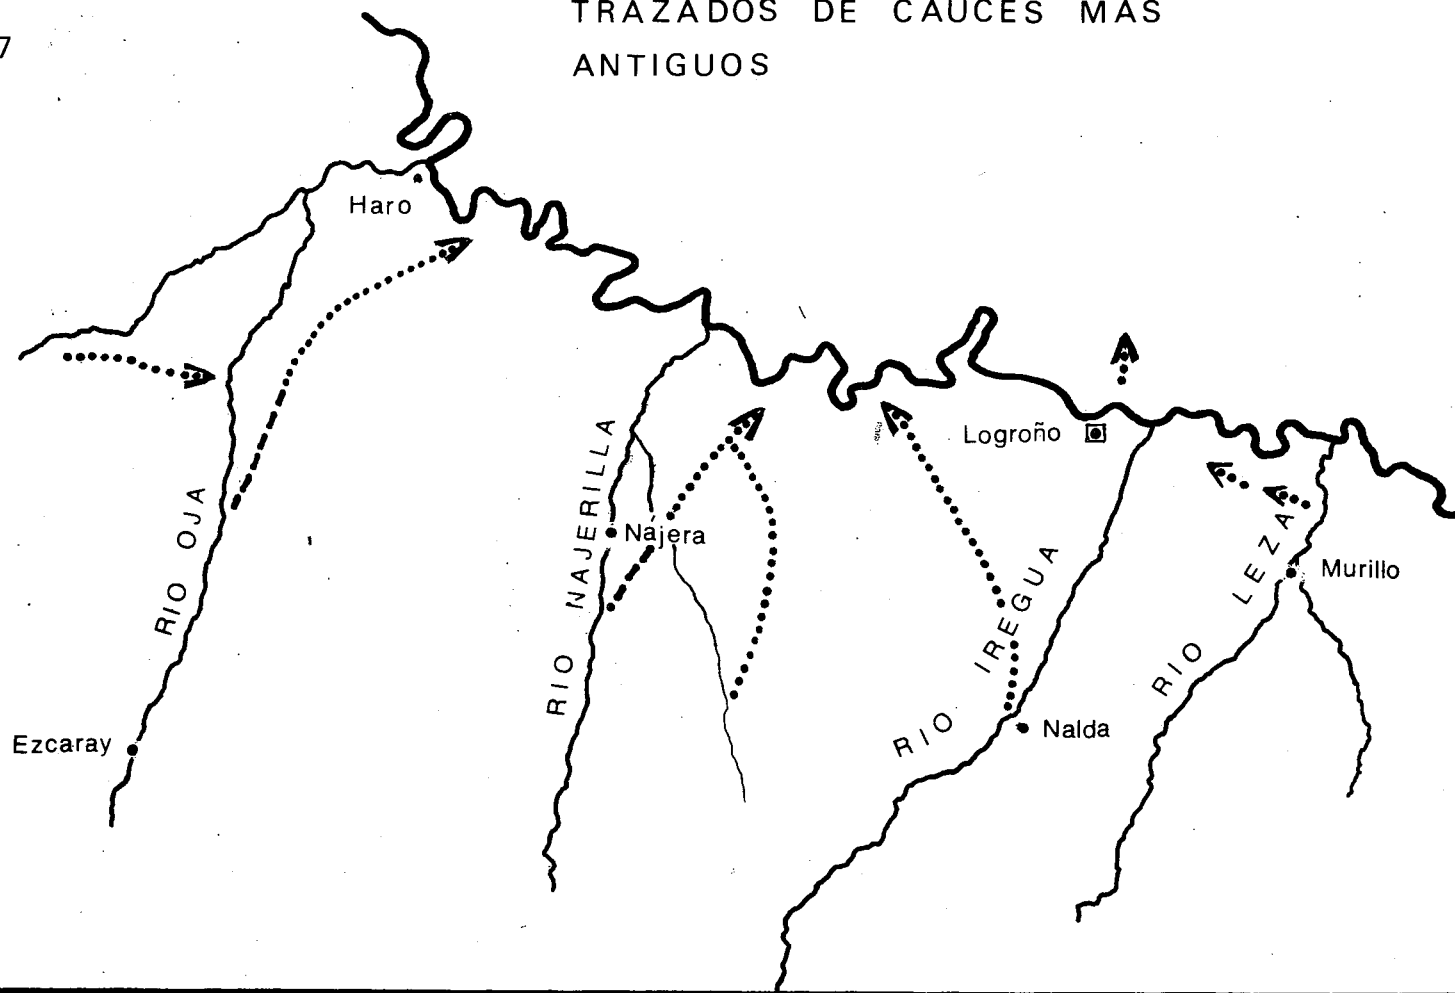 TRAZADOS DE CAUCES MAS
7
ANTIGUOS
Haro
Logroño
RIO OJA
RIO NAJERILLA
Nájera
RIO IREGUA
RIO LEZA
Murillo
Ezcaray
Nalda